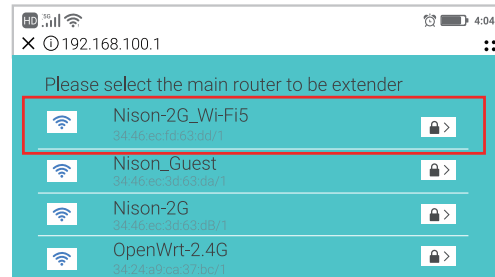 HD 3G 4:04
192.168.100.1
Please select the main router to be extender
Nison-2G_Wi-Fi5
34:46:ec:fd:63:dd/1
Nison_Guest
34:46:ec:3d:63:da/1
Nison-2G
34:46:ec:3d:63:dB/1
OpenWrt-2.4G
34:24:a9:ca:37:bc/1